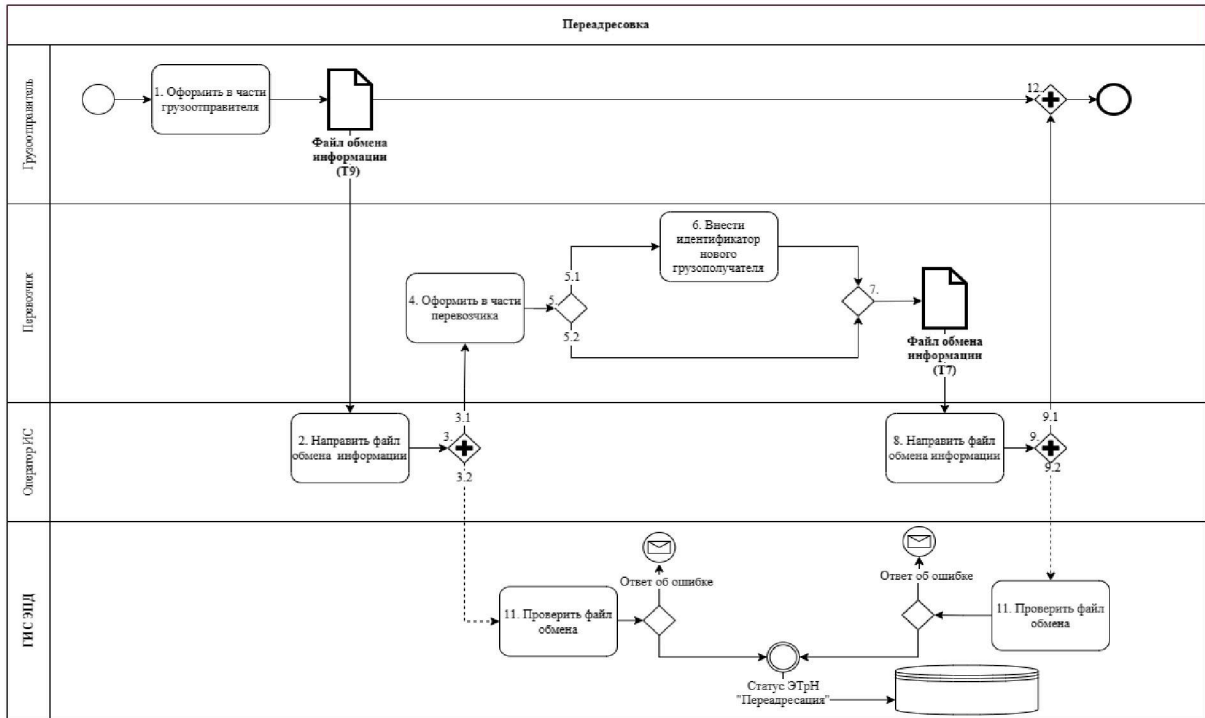 Переадресовка
Грузоотправитель
1. Оформить в части
грузоотправителя
Файл обмена
информации
(Т9)
12.
Перевозчик
4. Оформить в части
перевозчика
5.
5.1
5.2
6. Внести
идентификатор
нового
грузополучателя
7.
Файл обмена
информации
(Т7)
Оператор ИС
2. Направить файл
обмена информации
3.
3.1
3.2
8. Направить файл
обмена информации
9.
9.1
9.2
ГИС ЭПД
11. Проверить файл
обмена
Ответ об ошибке
Ответ об ошибке
11. Проверить файл
обмена
Статус ЭТрН
"Переадресация"